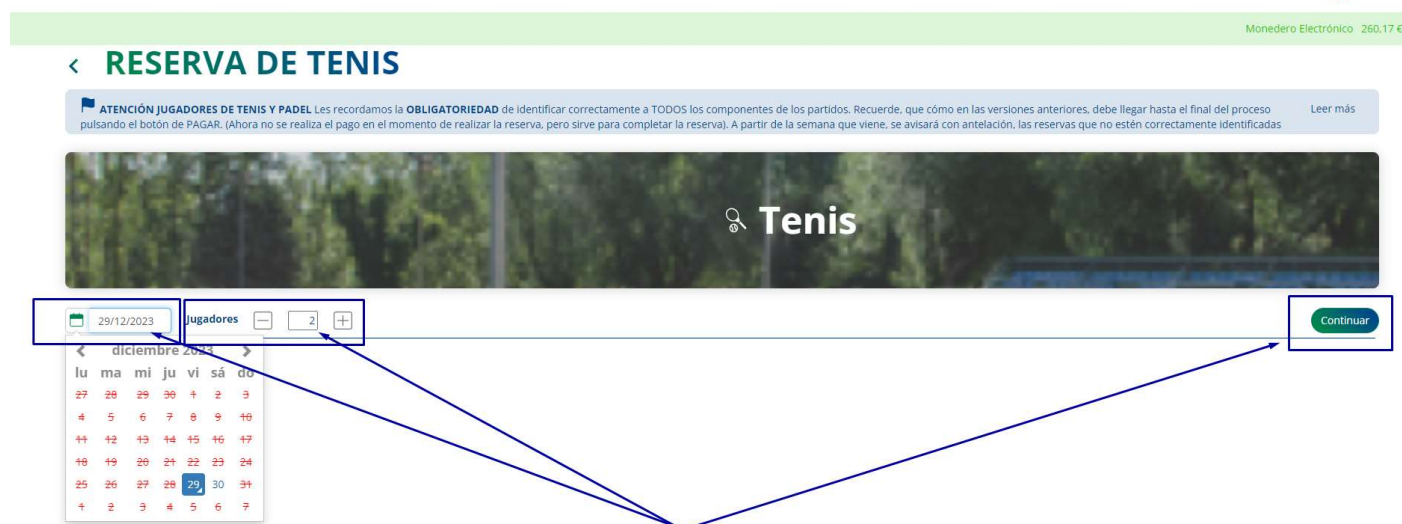 Monedero Electrónico 260,17 €
< RESERVA DE TENIS
ATENCIÓN JUGADORES DE TENIS Y PADEL Les recordamos la OBLIGATORIEDAD de identificar correctamente a TODOS los componentes de los partidos. Recuerde, que cómo en las versiones anteriores, debe llegar hasta el final del proceso Leer más
pulsando el botón de PAGAR. (Ahora no se realiza el pago en el momento de realizar la reserva, pero sirve para completar la reserva). A partir de la semana que viene, se avisará con antelación, las reservas que no estén correctamente identificadas
Tenis
29/12/2023 Jugadores 2 Continuar
diciembre 2023
lu ma mi ju vi sá do
27 28 29 30 1 2 3
4 5 6 7 8 9 10
11 12 13 14 15 16 17
18 19 20 21 22 23 24
25 26 27 28 29 30 31
1 2 3 4 5 6 7